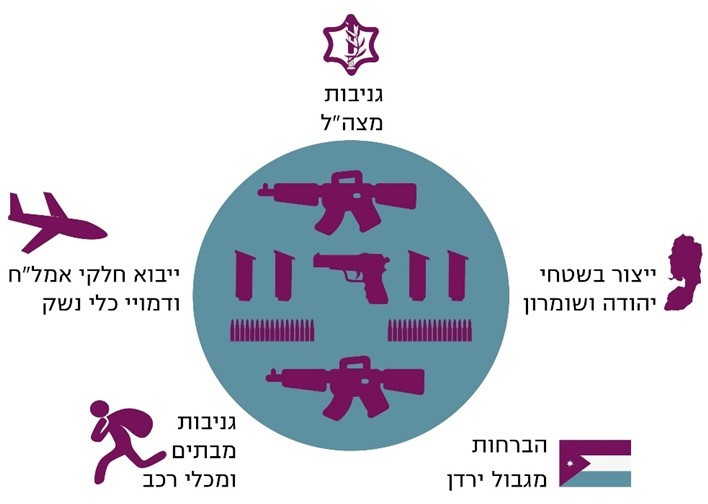 גניבות
מצה"ל
ייצור בשטחי
יהודה ושומרון
ייבוא חלקי אמל"ח
ודמויי כלי נשק
הברחות
מגבול ירדן
גניבות
מבתים
ומכלי רכב